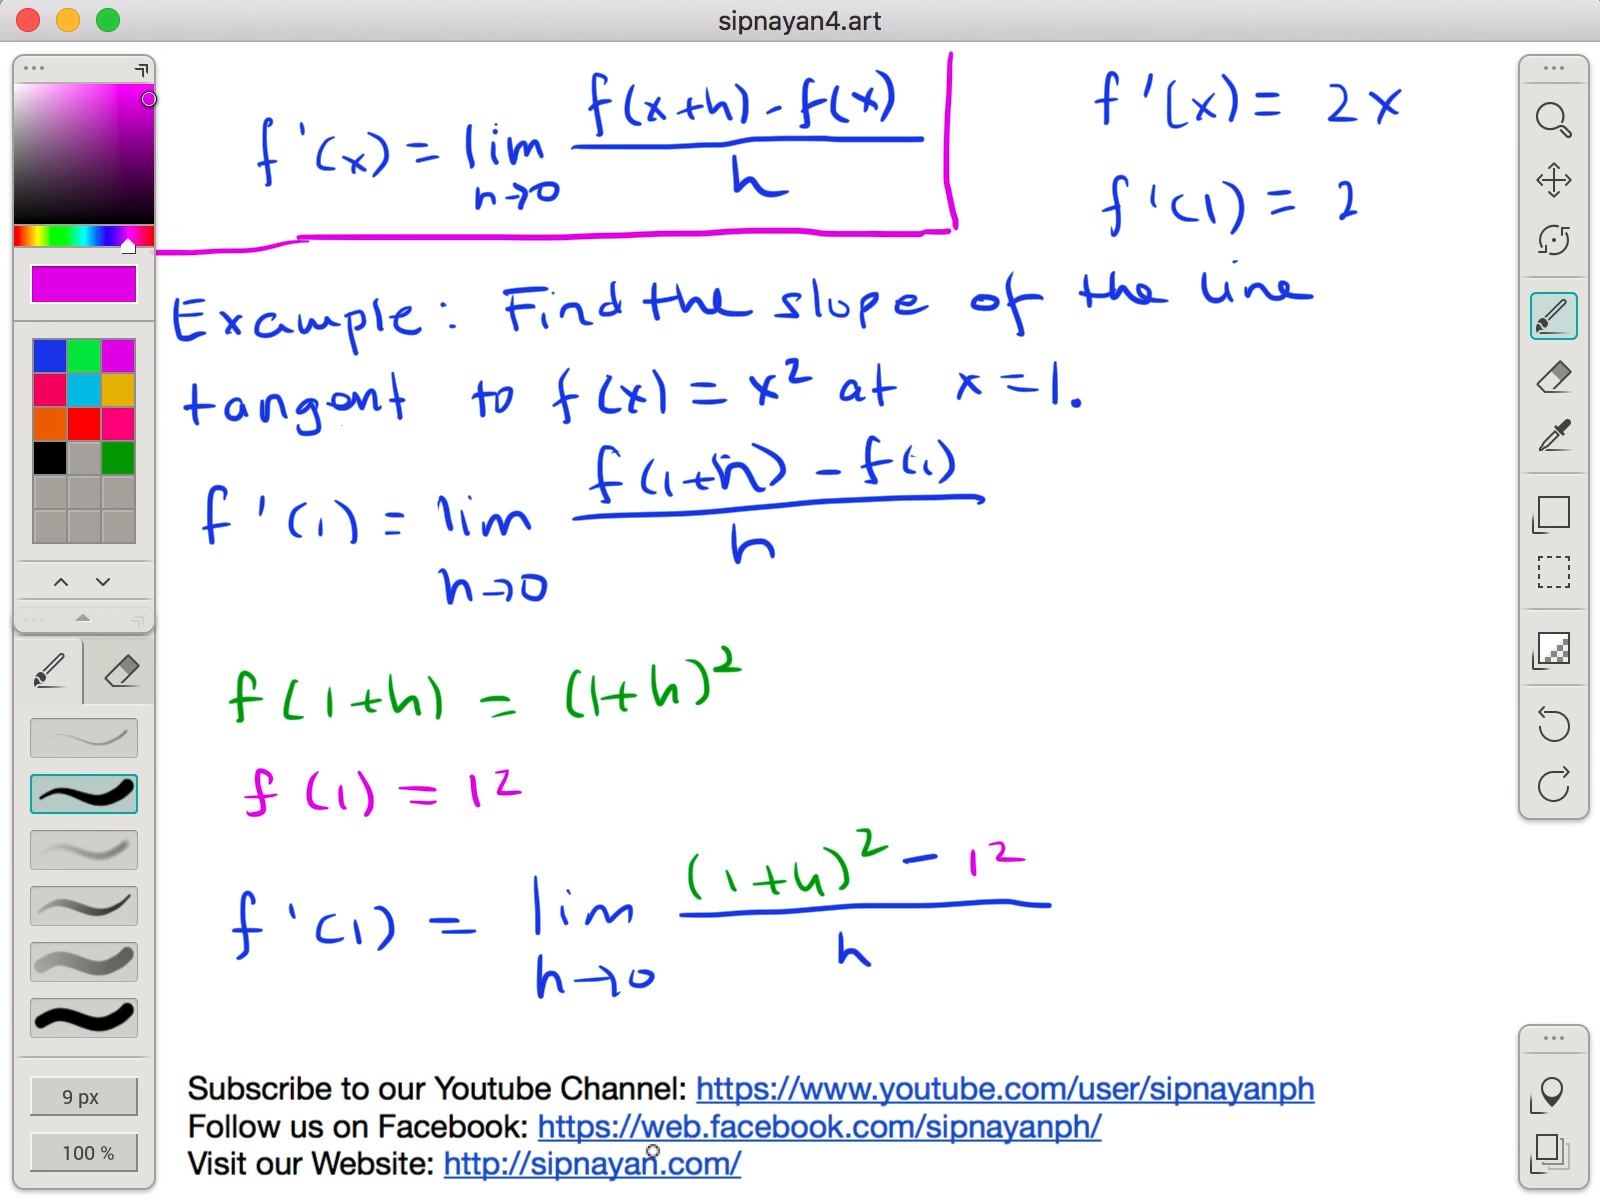 sipnayan4.art
f'(x) = lim h→0 (f(x+h) - f(x))/h
f'(x) = 2x
f'(1) = 2
Example: Find the slope of the line
tangent to f(x) = x² at x = 1.
f'(1) = lim h→0 (f(1+h) - f(1))/h
f(1+h) = (1+h)²
f(1) = 1²
f'(1) = lim h→0 ((1+h)² - 1²)/h
Subscribe to our Youtube Channel: https://www.youtube.com/user/sipnayanph
Follow us on Facebook: https://web.facebook.com/sipnayanph/
Visit our Website: http://sipnayan.com/
9 px
100 %